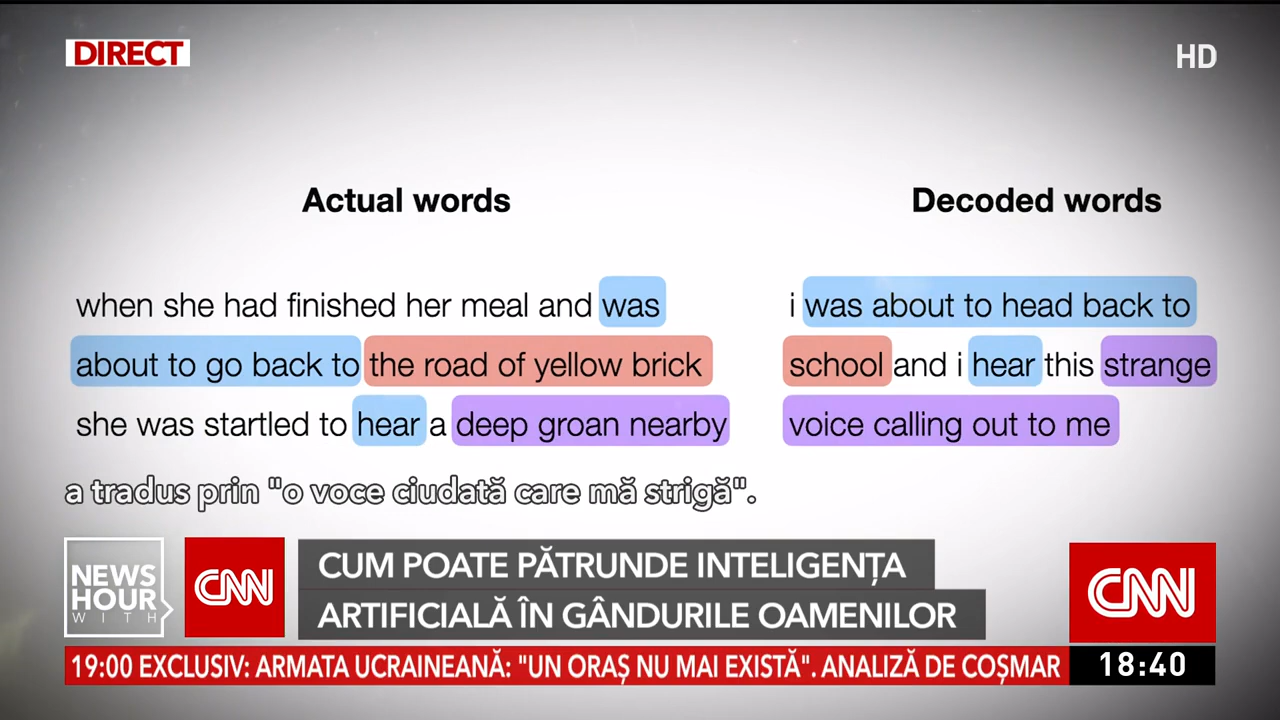 DIRECT
HD
Actual words
when she had finished her meal and was
about to go back to the road of yellow brick
she was startled to hear a deep groan nearby
Decoded words
i was about to head back to
school and i hear this strange
voice calling out to me
a tradus prin "o voce ciudată care mă strigă".
NEWS
HOUR
WITH
CNN
CUM POATE PĂTRUNDE INTELIGENȚA
ARTIFICIALĂ ÎN GÂNDURILE OAMENILOR
CNN
19:00 EXCLUSIV: ARMATA UCRAINEANĂ: "UN ORAȘ NU MAI EXISTĂ". ANALIZĂ DE COȘMAR
18:40